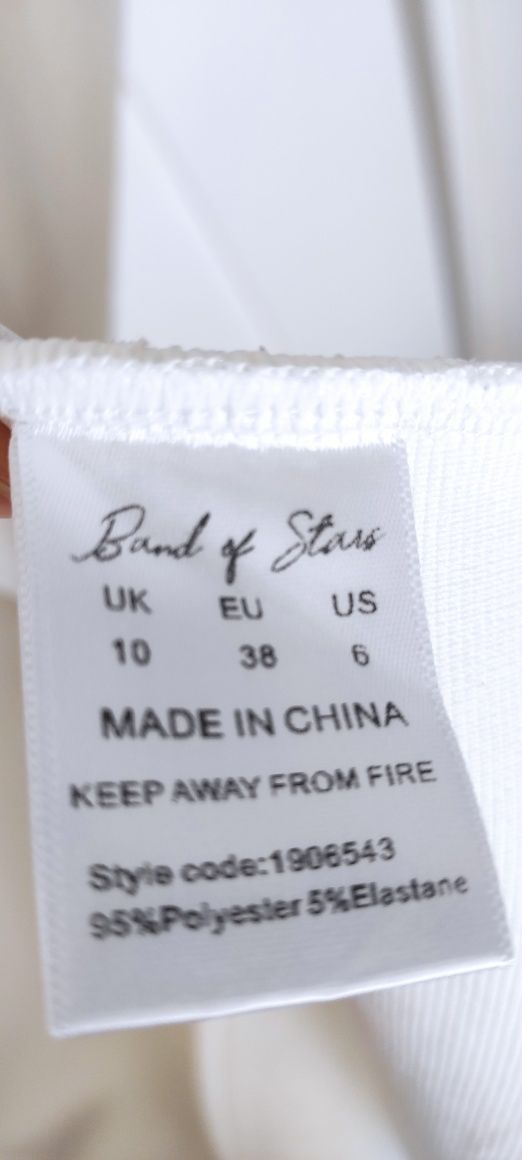 Band of Stars
UK EU US
10 38 6
MADE IN CHINA
KEEP AWAY FROM FIRE
Style code:1906543
95%Polyester 5%Elastane